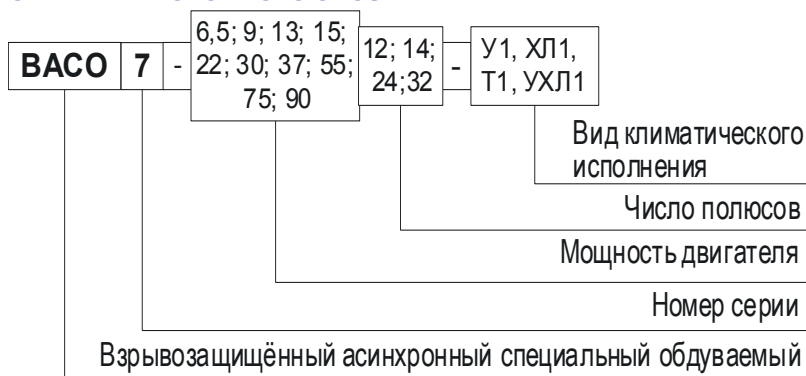 6,5; 9; 13; 15;
ВАСО 7 - 22; 30; 37; 55; 12; 14; - У1, ХЛ1,
75; 90 24;32 Т1, УХЛ1
Вид климатического
исполнения
Число полюсов
Мощность двигателя
Номер серии
Взрывозащищённый асинхронный специальный обдуваемый